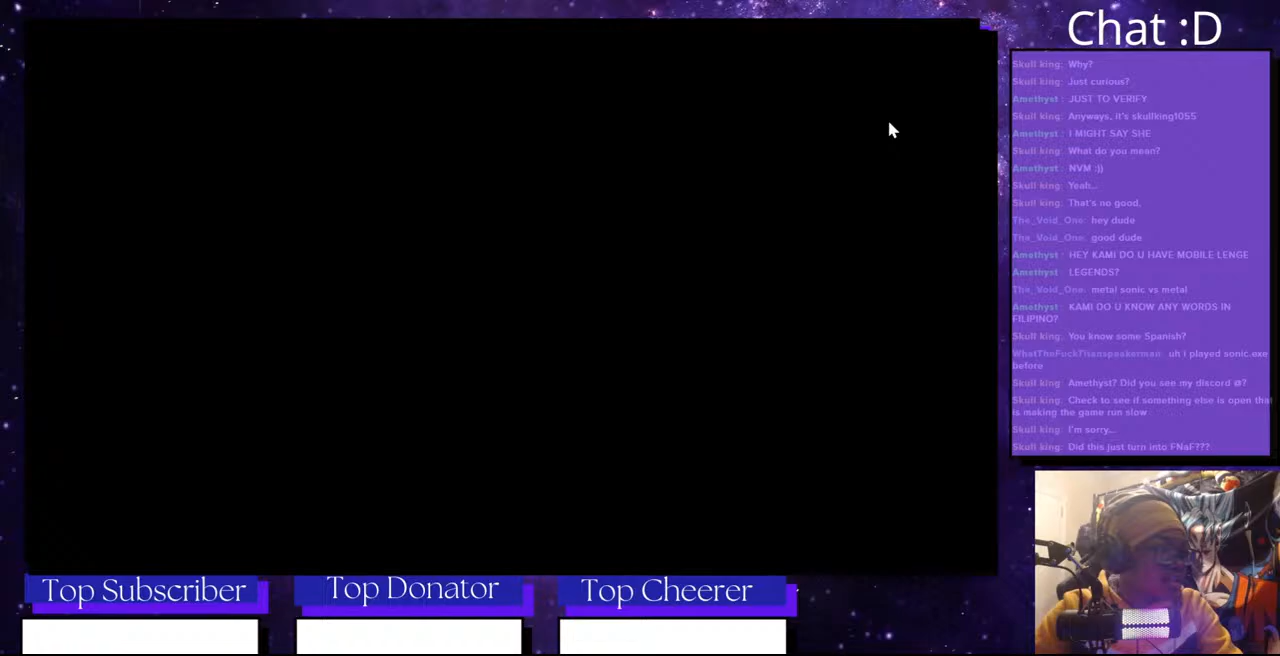 Chat :D
Skull king: Why?
Skull king: Just curious?
Amethyst : JUST TO VERIFY
Skull king: Anyways, it's skullking1055
Amethyst : I MIGHT SAY SHE
Skull king: What do you mean?
Amethyst : NVM :))
Skull king: Yeah...
Skull king: That's no good,
The_Void_One: hey dude
The_Void_One: good dude
Amethyst : HEY KAMI DO U HAVE MOBILE LENGE
Amethyst : LEGENDS?
The_Void_One: metal sonic vs metal
Amethyst : KAMI DO U KNOW ANY WORDS IN
FILIPINO?
Skull king: You know some Spanish?
WhatTheFuckTitanspeakerman: uh i played sonic.exe
before
Skull king: Amethyst? Did you see my discord @?
Skull king: Check to see if something else is open that
is making the game run slow
Skull king: I'm sorry...
Skull king: Did this just turn into FNaF???
Top Subscriber
Top Donator
Top Cheerer